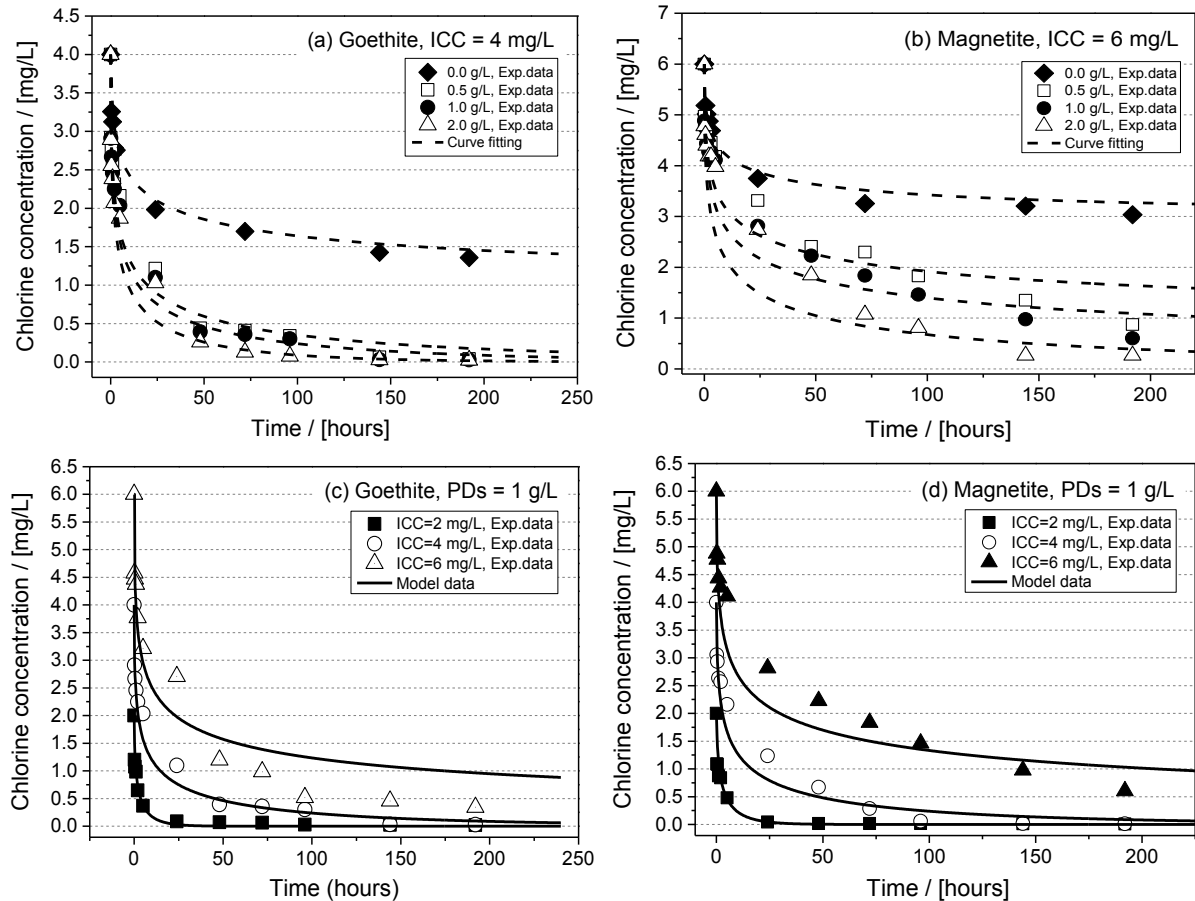 (a) Goethite, ICC = 4 mg/L
0.0 g/L, Exp.data
0.5 g/L, Exp.data
1.0 g/L, Exp.data
2.0 g/L, Exp.data
Curve fitting
Chlorine concentration / [mg/L]
4.5
4.0
3.5
3.0
2.5
2.0
1.5
1.0
0.5
0.0
0 50 100 150 200 250
Time / [hours]
(b) Magnetite, ICC = 6 mg/L
0.0 g/L, Exp.data
0.5 g/L, Exp.data
1.0 g/L, Exp.data
2.0 g/L, Exp.data
Curve fitting
Chlorine concentration / [mg/L]
7
6
5
4
3
2
1
0
0 50 100 150 200
Time / [hours]
(c) Goethite, PDs = 1 g/L
ICC=2 mg/L, Exp.data
ICC=4 mg/L, Exp.data
ICC=6 mg/L, Exp.data
Model data
Chlorine concentration / [mg/L]
6.5
6.0
5.5
5.0
4.5
4.0
3.5
3.0
2.5
2.0
1.5
1.0
0.5
0.0
0 50 100 150 200 250
Time (hours)
(d) Magnetite, PDs = 1 g/L
ICC=2 mg/L, Exp.data
ICC=4 mg/L, Exp.data
ICC=6 mg/L, Exp.data
Model data
Chlorine concentration / [mg/L]
6.5
6.0
5.5
5.0
4.5
4.0
3.5
3.0
2.5
2.0
1.5
1.0
0.5
0.0
0 50 100 150 200
Time / [hours]